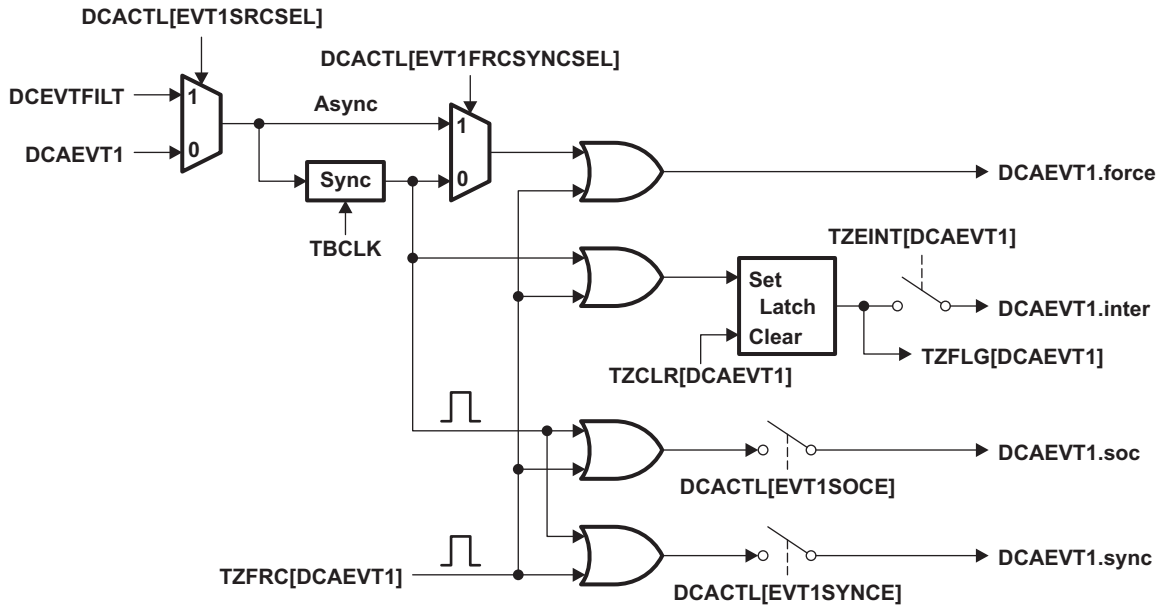 DCACTL[EVT1SRCSEL]
DCACTL[EVT1FRCSYNCSEL]
DCEVTFILT
1
Async
1
DCAEVT1
0
Sync
0
DCAEVT1.force
TBCLK
TZEINT[DCAEVT1]
Set
Latch
Clear
DCAEVT1.inter
TZFLG[DCAEVT1]
TZCLR[DCAEVT1]
DCAEVT1.soc
DCACTL[EVT1SOCE]
DCAEVT1.sync
TZFRC[DCAEVT1]
DCACTL[EVT1SYNCE]